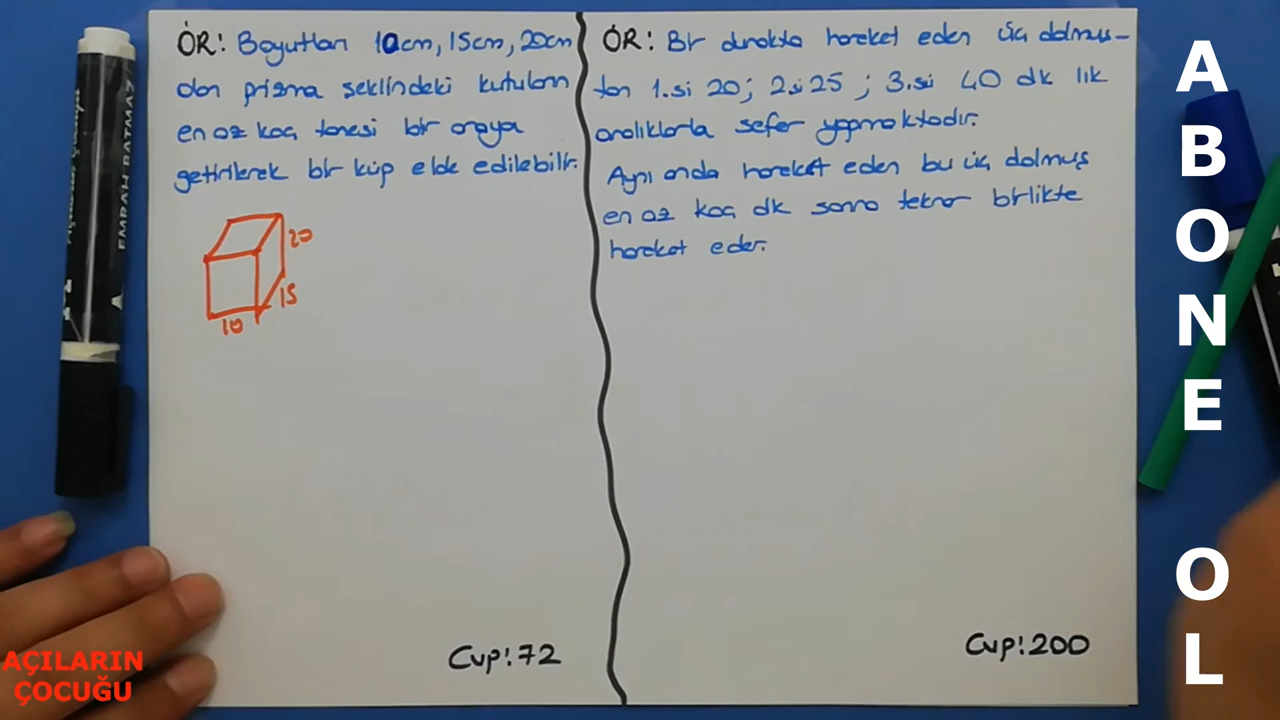 ÖR: Boyutları 10cm, 15cm, 20cm
olan prizma şeklindeki kutuların
en az kaç tanesi bir araya
getirilerek bir küp elde edilebilir.
20
15
10
Cvp: 72
ÖR: Bir durakta hareket eden üç dolmuş-
tan 1.si 20; 2.si 25 ; 3.sü 40 dk lık
aralıklarla sefer yapmaktadır.
Aynı anda hareket eden bu üç dolmuş
en az kaç dk sonra tekrar birlikte
hareket eder.
Cvp: 200
ABONE OL
AÇILARIN
ÇOCUĞU